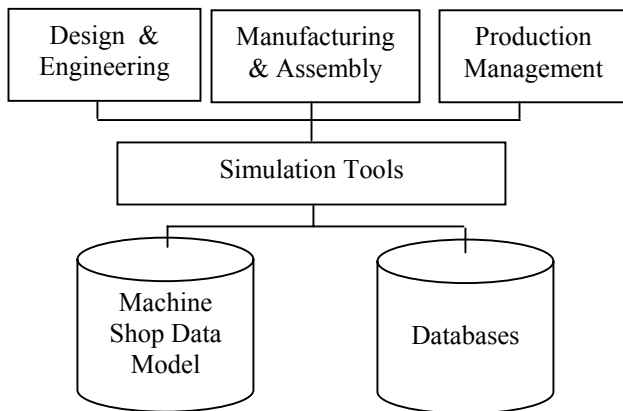 Design & 
Engineering
Manufacturing
& Assembly
Production
Management
Simulation Tools
Machine
Shop Data
Model
Databases